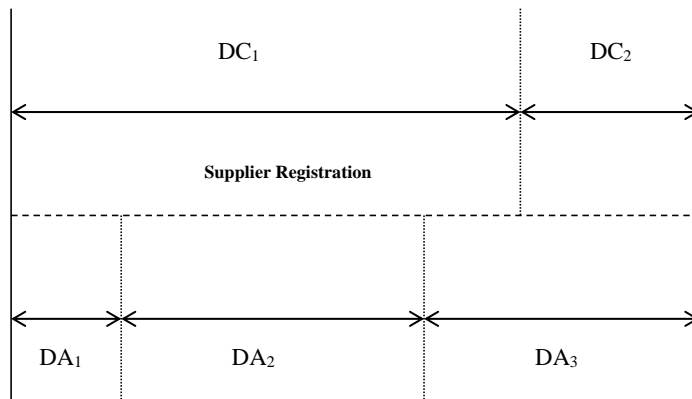 DC₁ DC₂
Supplier Registration
DA₁ DA₂ DA₃